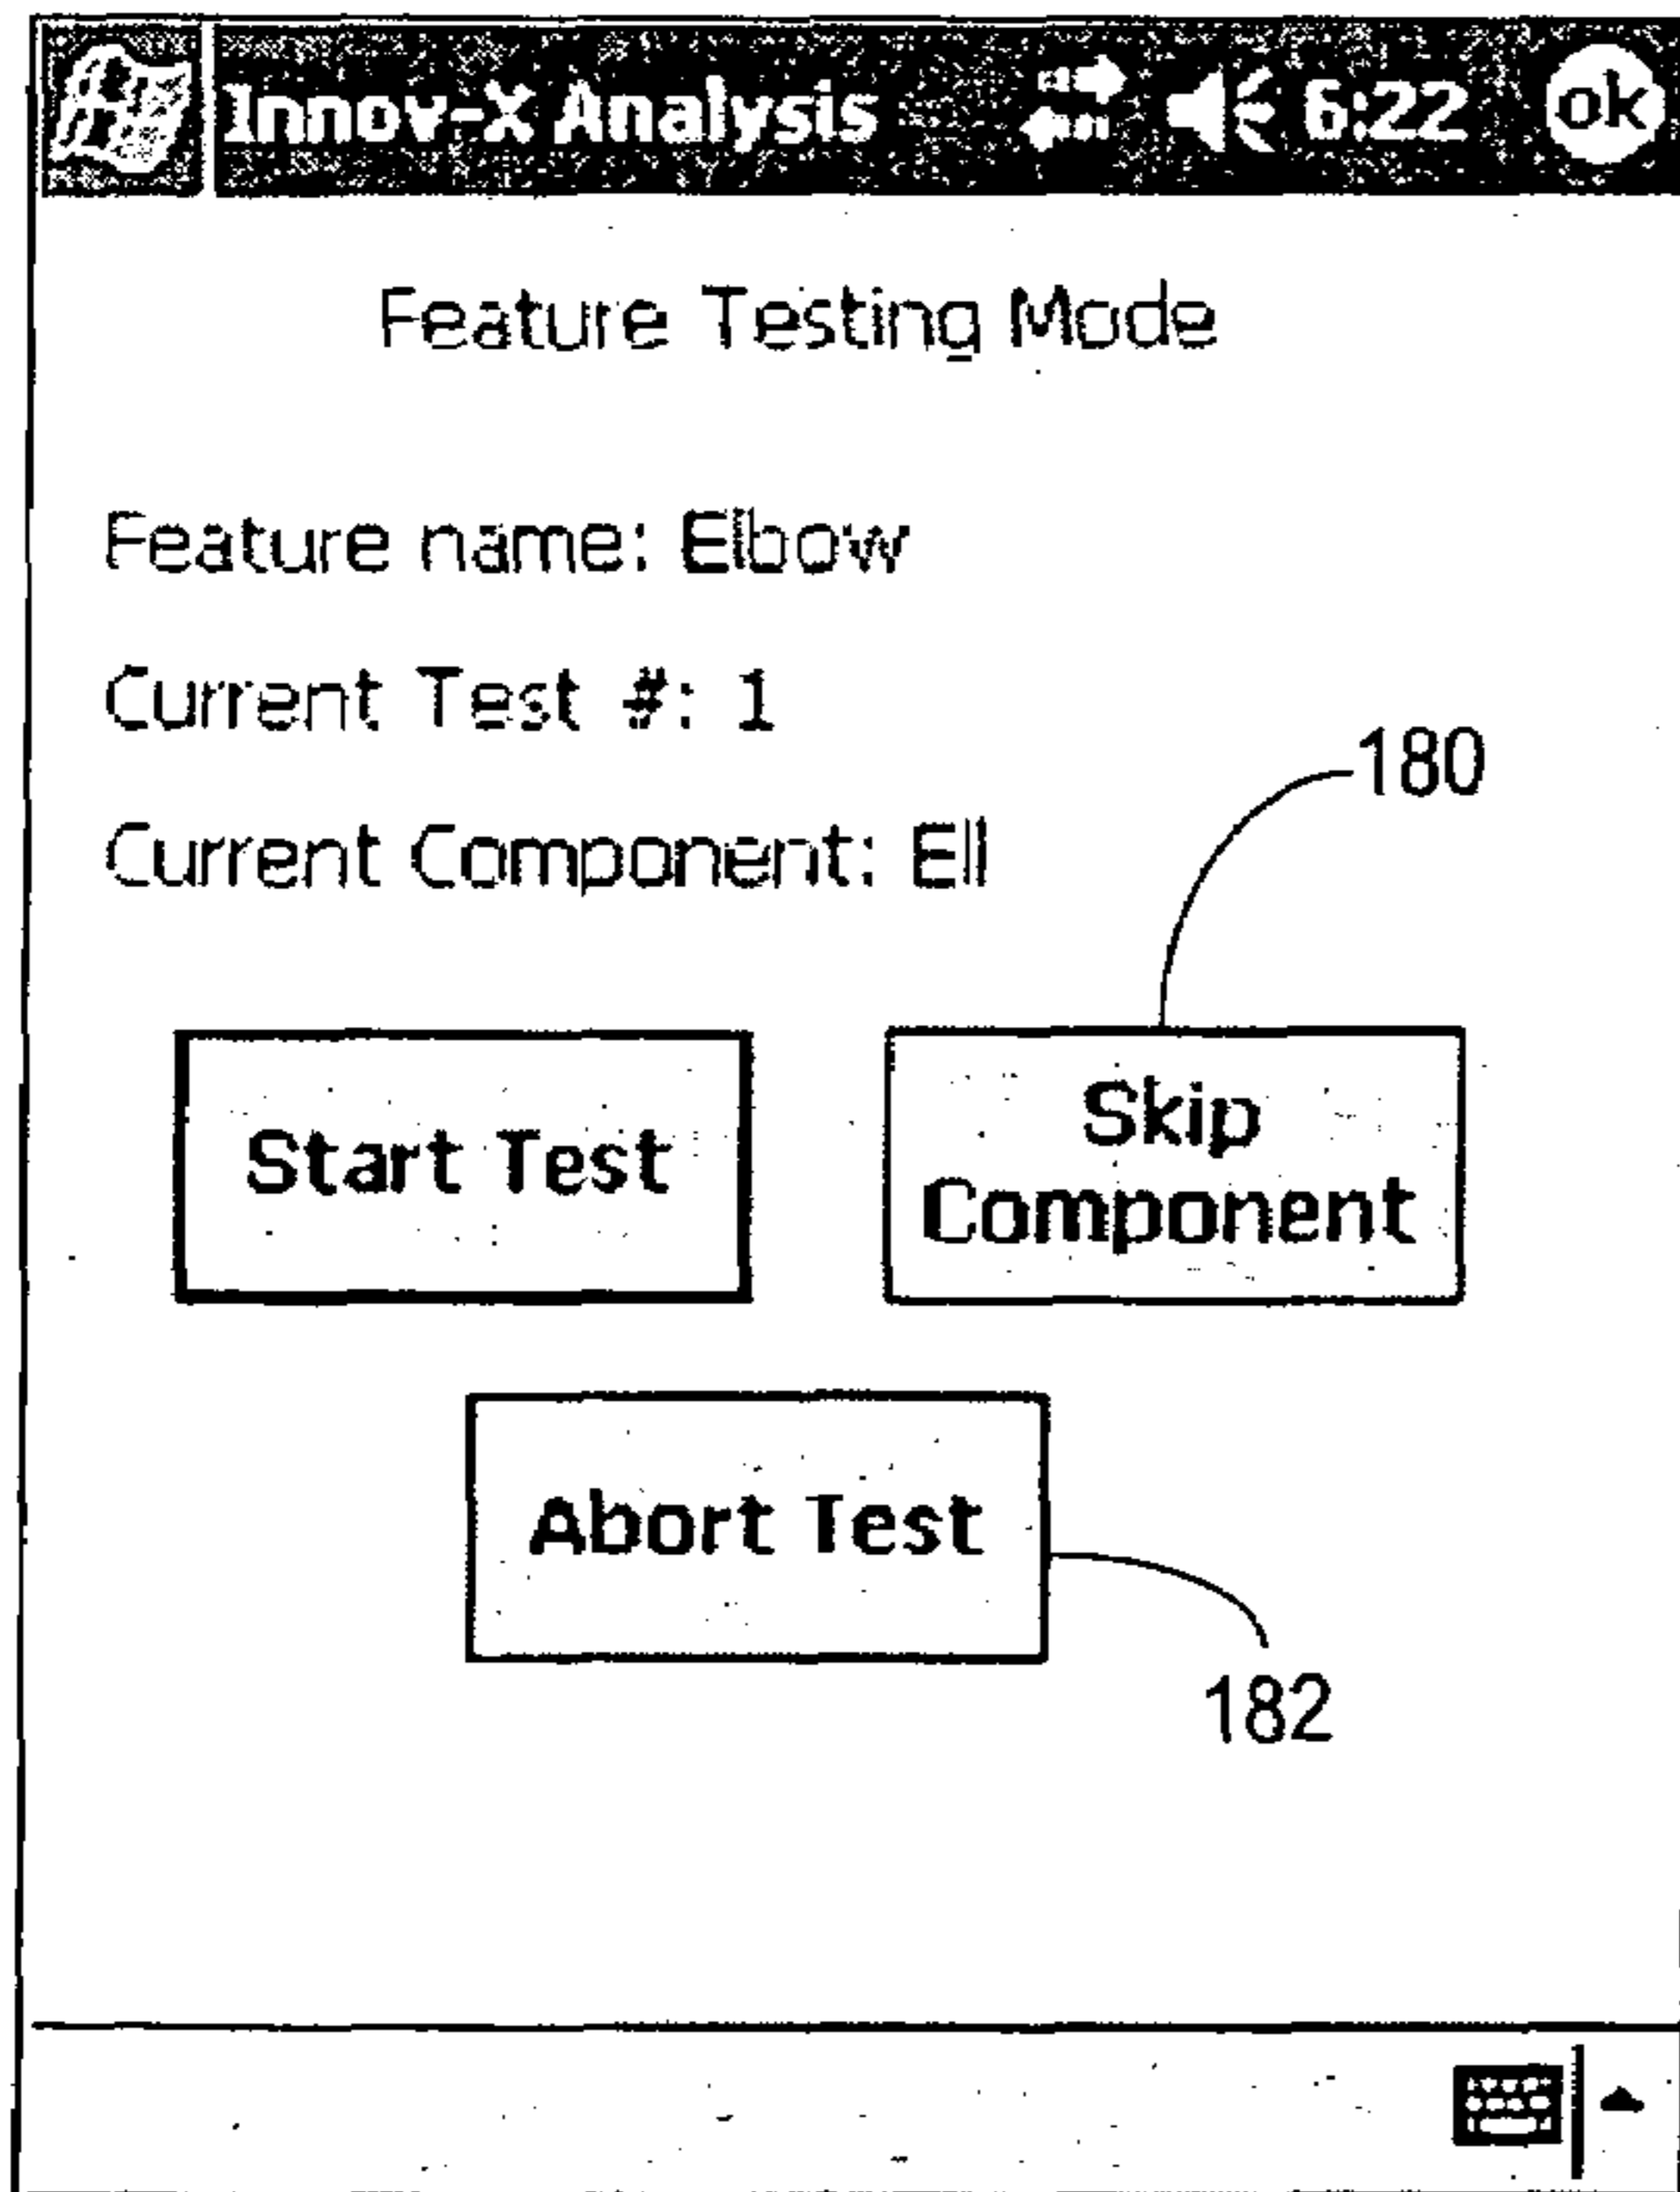 Innov-X Analysis 6:22 ok
Feature Testing Mode
Feature name: Elbow
Current Test #: 1
180
Current Component: Ell
Start Test
Skip
Component
Abort Test
182